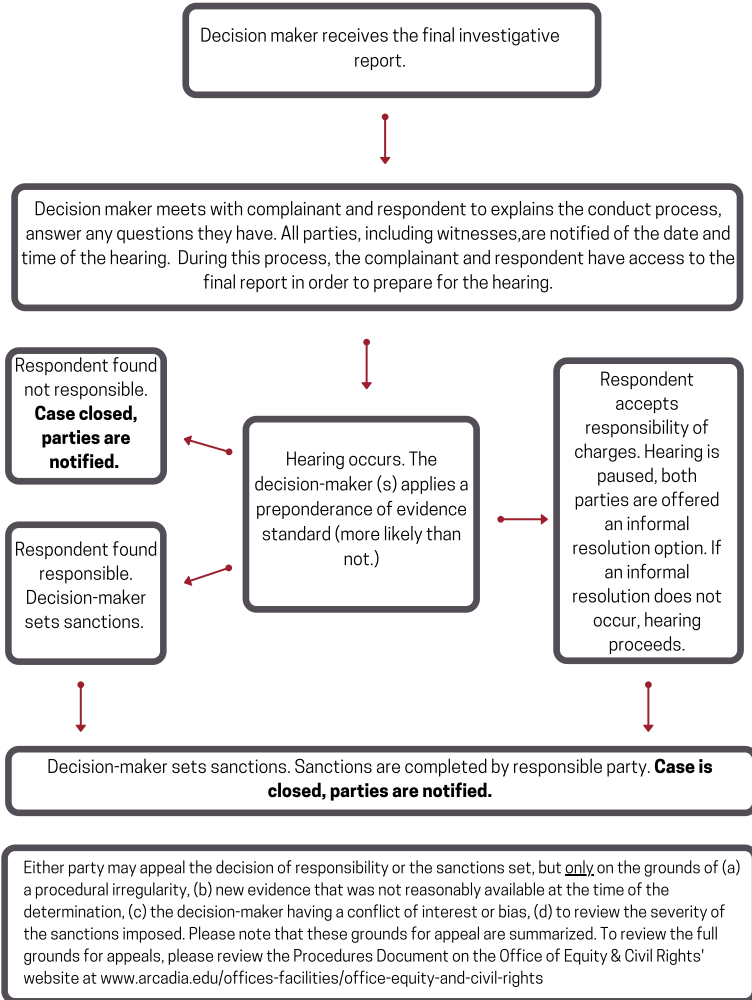 Decision maker receives the final investigative
report.
Decision maker meets with complainant and respondent to explains the conduct process,
answer any questions they have. All parties, including witnesses,are notified of the date and
time of the hearing. During this process, the complainant and respondent have access to the
final report in order to prepare for the hearing.
Respondent found
not responsible.
Case closed,
parties are
notified.
Hearing occurs. The
decision-maker (s) applies a
preponderance of evidence
standard (more likely than
not.)
Respondent
accepts
responsibility of
charges. Hearing is
paused, both
parties are offered
an informal
resolution option. If
an informal
resolution does not
occur, hearing
proceeds.
Respondent found
responsible.
Decision-maker
sets sanctions.
Decision-maker sets sanctions. Sanctions are completed by responsible party. Case is
closed, parties are notified.
Either party may appeal the decision of responsibility or the sanctions set, but only on the grounds of (a)
a procedural irregularity, (b) new evidence that was not reasonably available at the time of the
determination, (c) the decision-maker having a conflict of interest or bias, (d) to review the severity of
the sanctions imposed. Please note that these grounds for appeal are summarized. To review the full
grounds for appeals, please review the Procedures Document on the Office of Equity & Civil Rights'
website at www.arcadia.edu/offices-facilities/office-equity-and-civil-rights